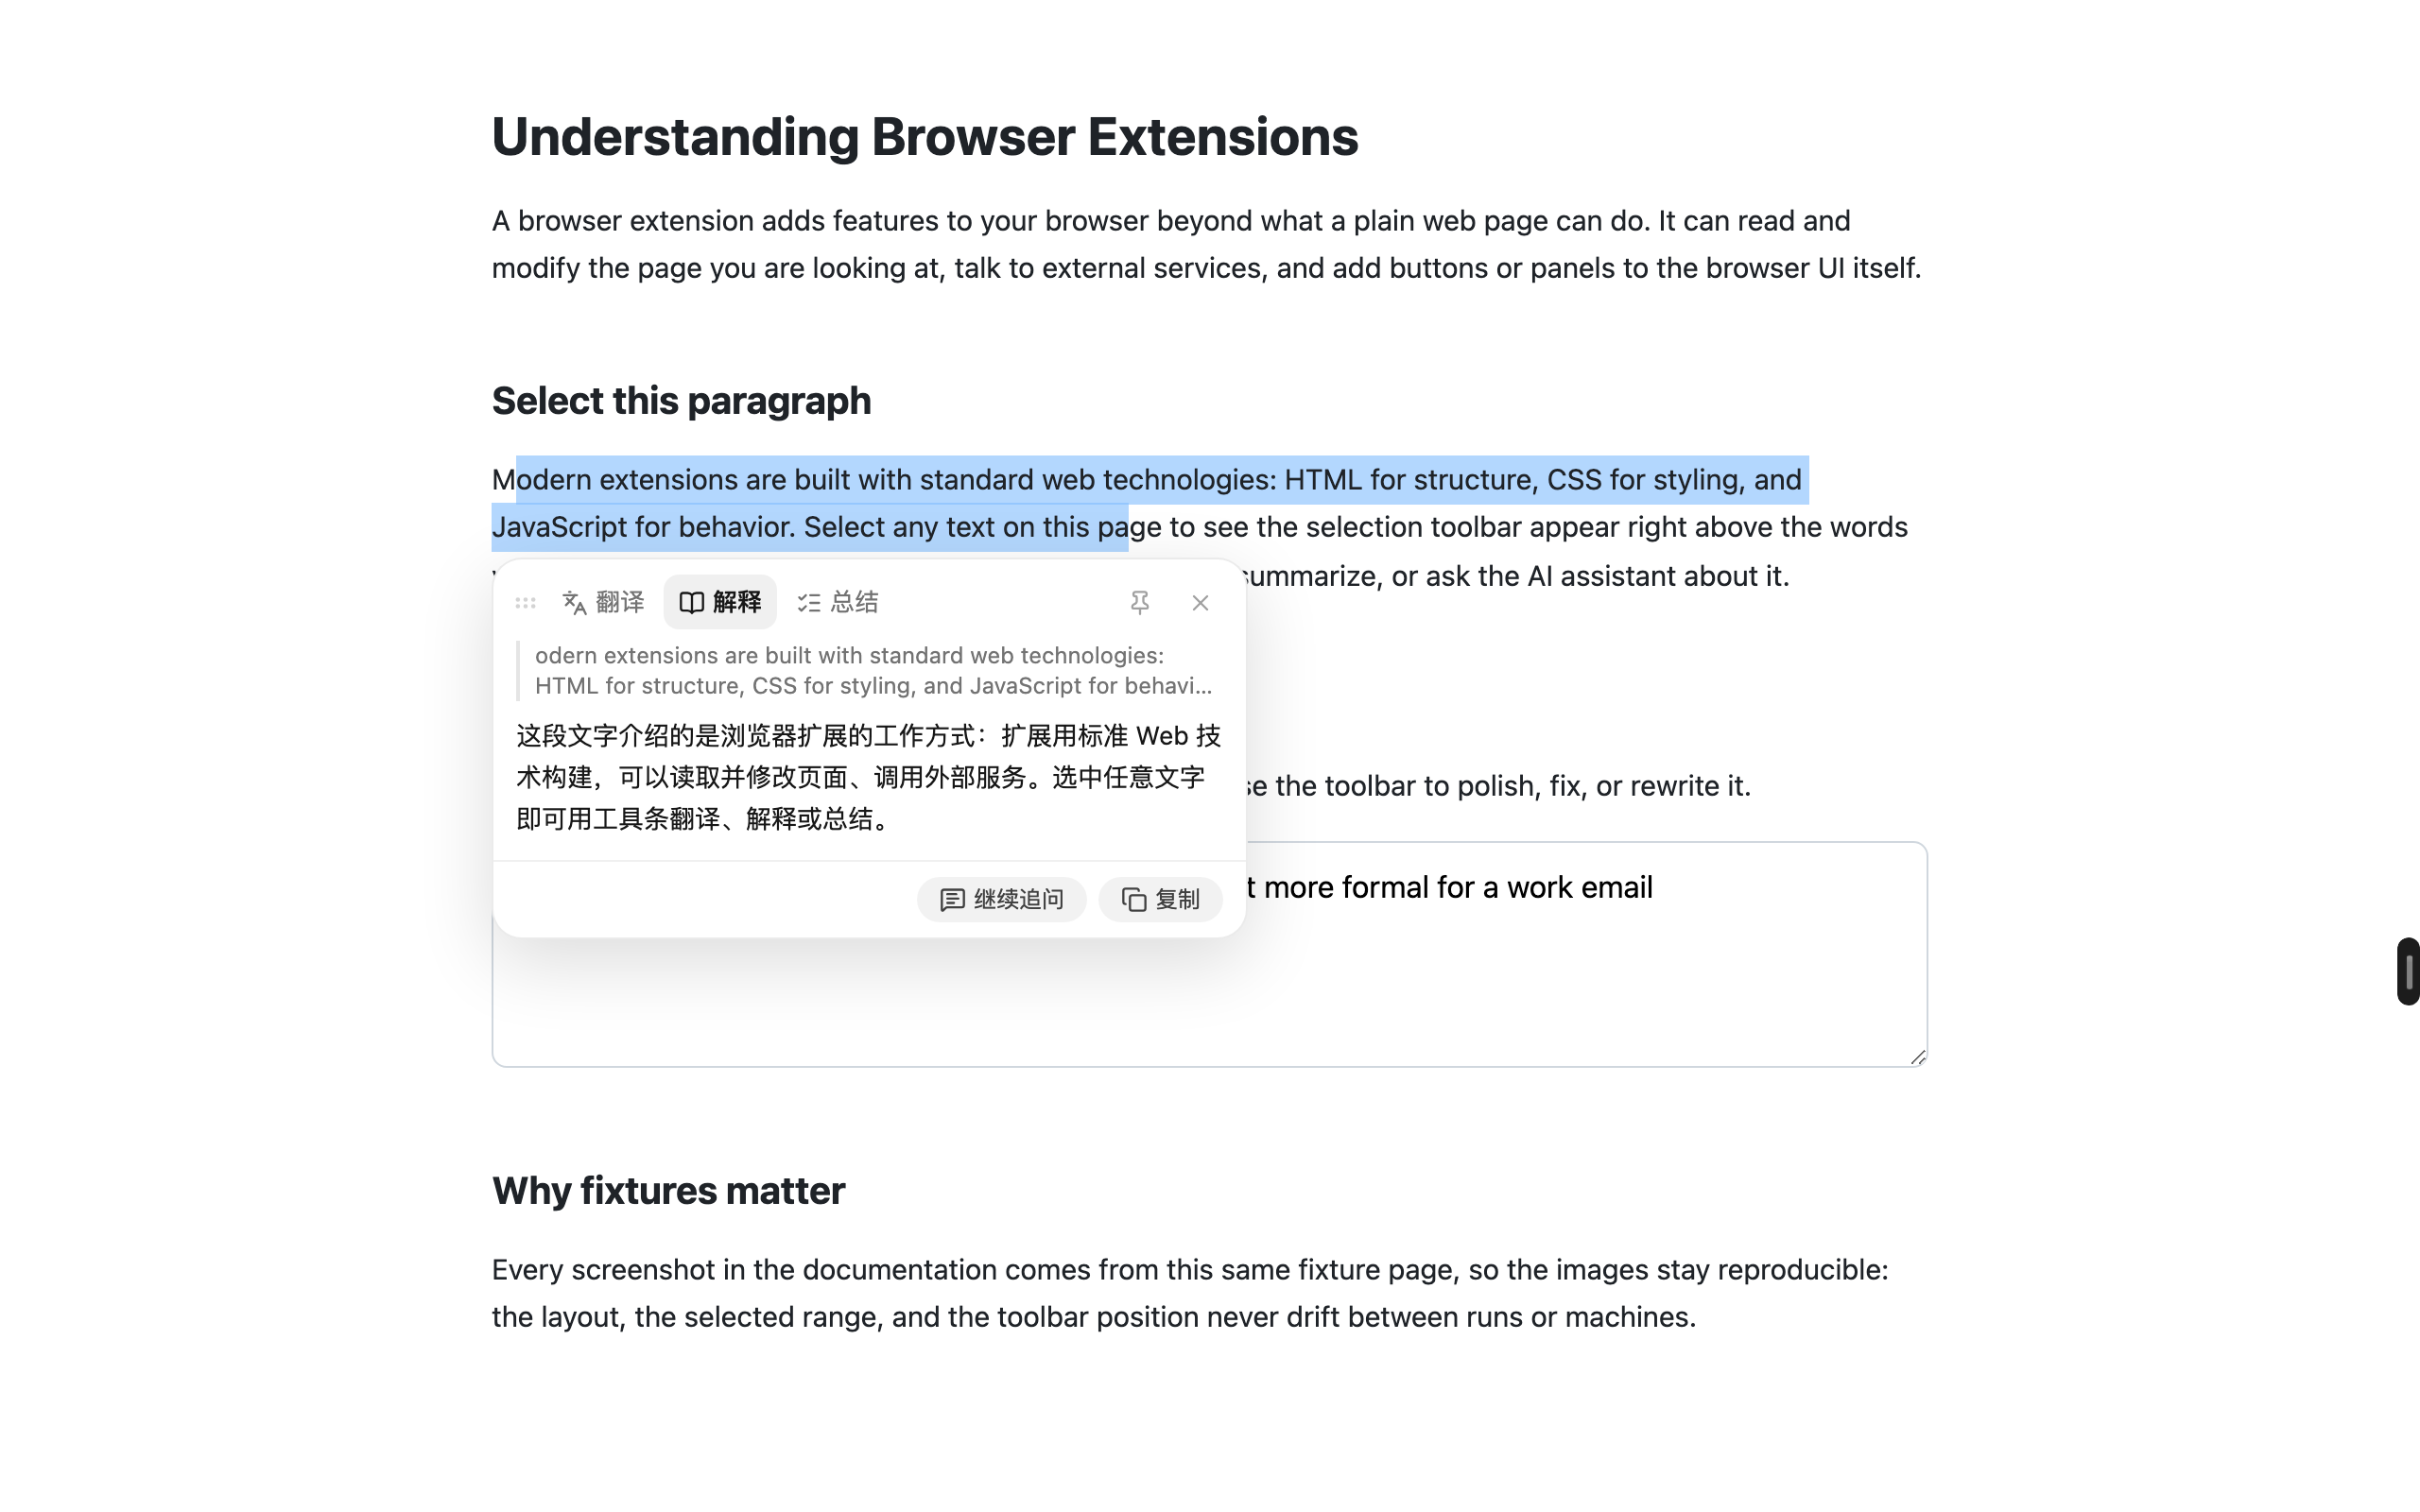 Understanding Browser Extensions
A browser extension adds features to your browser beyond what a plain web page can do. It can read and
modify the page you are looking at, talk to external services, and add buttons or panels to the browser UI itself.
Select this paragraph
Modern extensions are built with standard web technologies: HTML for structure, CSS for styling, and
JavaScript for behavior. Select any text on this page to see the selection toolbar appear right above the words
summarize, or ask the AI assistant about it.
翻译 解释 总结
odern extensions are built with standard web technologies:
HTML for structure, CSS for styling, and JavaScript for behavi...
这段文字介绍的是浏览器扩展的工作方式：扩展用标准 Web 技
术构建，可以读取并修改页面、调用外部服务。选中任意文字
即可用工具条翻译、解释或总结。
the toolbar to polish, fix, or rewrite it.
继续追问 复制
more formal for a work email
Why fixtures matter
Every screenshot in the documentation comes from this same fixture page, so the images stay reproducible:
the layout, the selected range, and the toolbar position never drift between runs or machines.